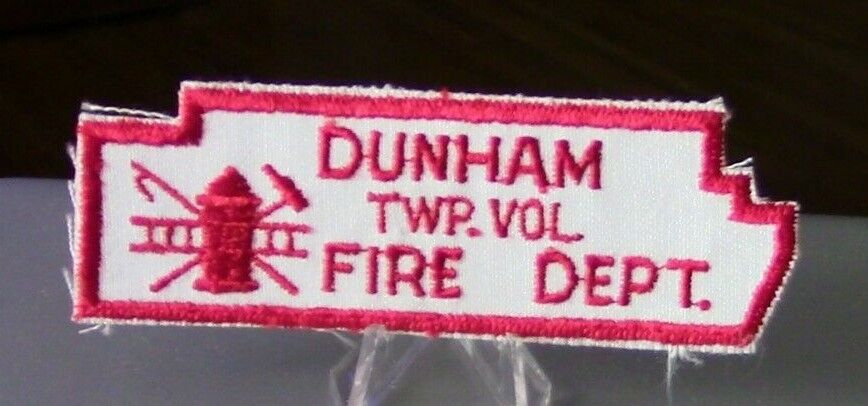 DUNHAM
TWP. VOL.
FIRE DEPT.